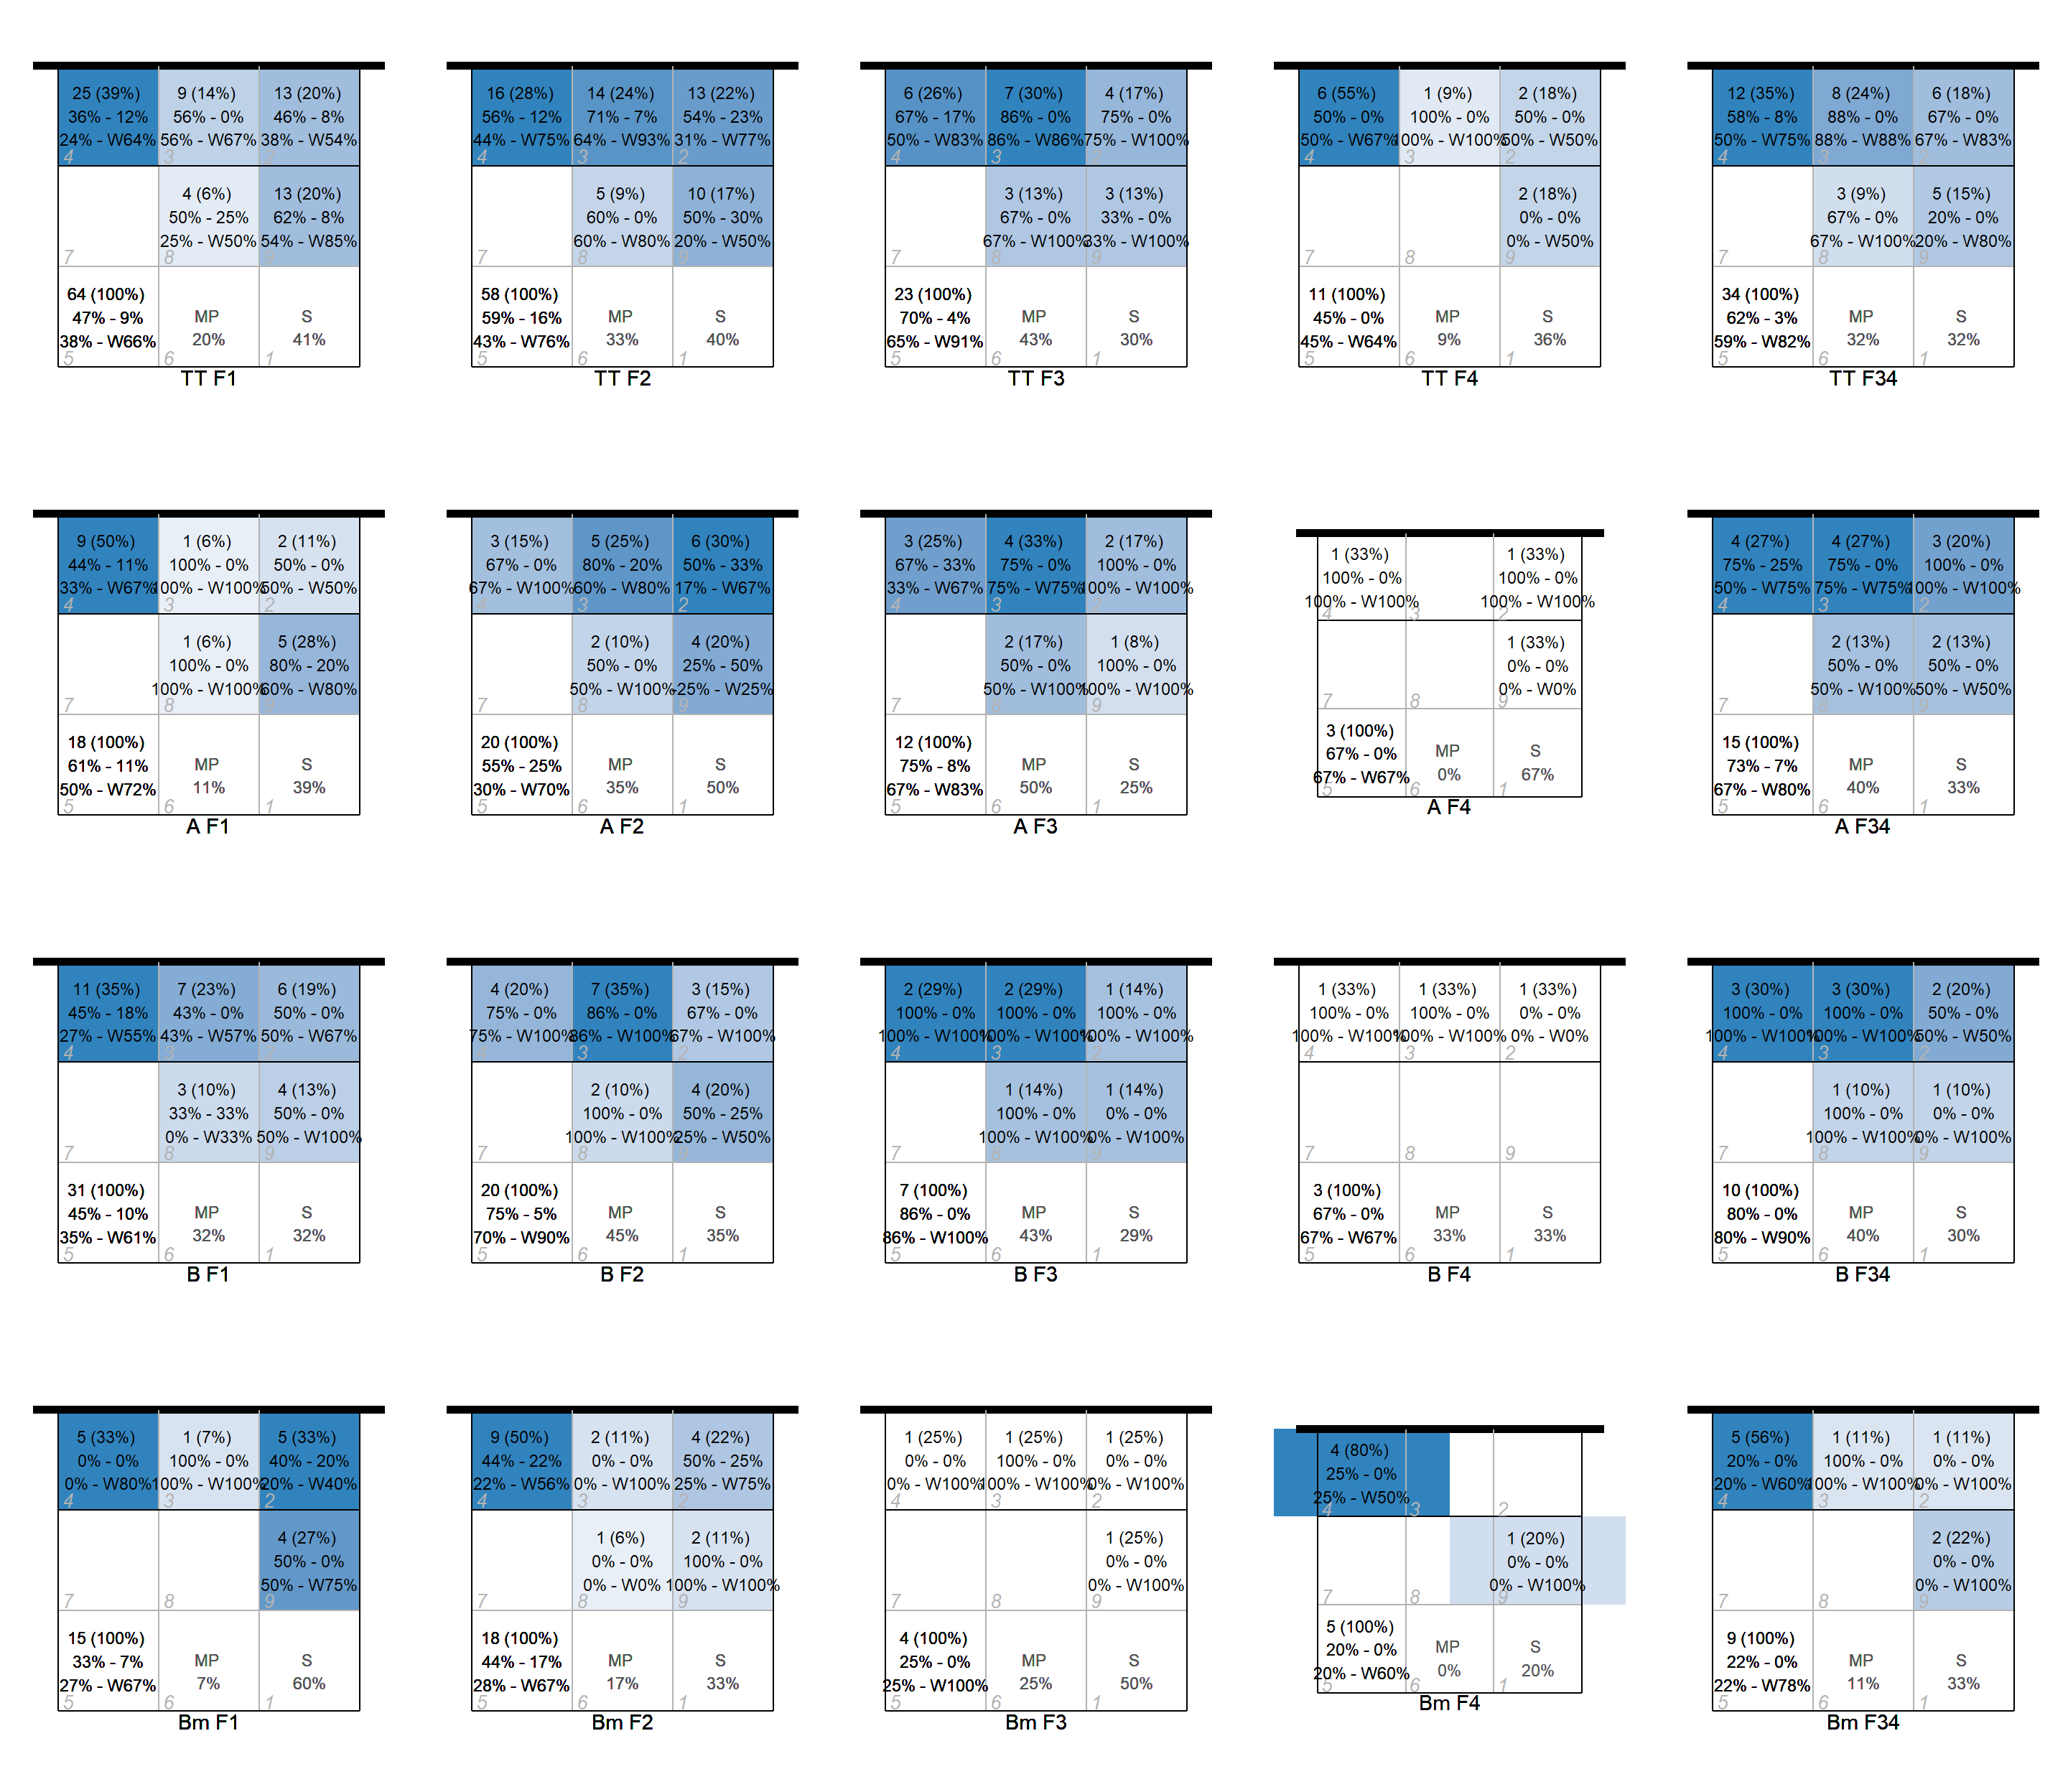 25 (39%) 9 (14%) 13 (20%)
36% - 12% 56% - 0% 46% - 8%
24% - W64% 56% - W67% 38% - W54%
4 3 2
4 (6%) 13 (20%)
50% - 25% 62% - 8%
25% - W50% 54% - W85%
7 8 9
64 (100%)
47% - 9% MP S
38% - W66% 20% 41%
5 6 1
TT F1
16 (28%) 14 (24%) 13 (22%)
56% - 12% 71% - 7% 54% - 23%
44% - W75% 64% - W93% 31% - W77%
4 3 2
5 (9%) 10 (17%)
60% - 0% 50% - 30%
60% - W80% 20% - W50%
7 8 9
58 (100%)
59% - 16% MP S
43% - W76% 33% 40%
5 6 1
TT F2
6 (26%) 7 (30%) 4 (17%)
67% - 17% 86% - 0% 75% - 0%
50% - W83% 86% - W86% 75% - W100%
4 3 2
3 (13%) 3 (13%)
67% - 0% 33% - 0%
67% - W100% 33% - W100%
7 8 9
23 (100%)
70% - 4% MP S
65% - W91% 43% 30%
5 6 1
TT F3
6 (55%) 1 (9%) 2 (18%)
50% - 0% 100% - 0% 50% - 0%
50% - W67% 100% - W100% 50% - W50%
4 3 2
2 (18%)
0% - 0%
0% - W50%
7 8 9
11 (100%)
45% - 0% MP S
45% - W64% 9% 36%
5 6 1
TT F4
12 (35%) 8 (24%) 6 (18%)
58% - 8% 88% - 0% 67% - 0%
50% - W75% 88% - W88% 67% - W83%
4 3 2
3 (9%) 5 (15%)
67% - 0% 20% - 0%
67% - W100% 20% - W80%
7 8 9
34 (100%)
62% - 3% MP S
59% - W82% 32% 32%
5 6 1
TT F34
9 (50%) 1 (6%) 2 (11%)
44% - 11% 100% - 0% 50% - 0%
33% - W67% 100% - W100% 50% - W50%
4 3 2
1 (6%) 5 (28%)
100% - 0% 80% - 20%
100% - W100% 60% - W80%
7 8 9
18 (100%)
61% - 11% MP S
50% - W72% 11% 39%
5 6 1
A F1
3 (15%) 5 (25%) 6 (30%)
67% - 0% 80% - 20% 50% - 33%
67% - W100% 60% - W80% 17% - W67%
4 3 2
2 (10%) 4 (20%)
50% - 0% 25% - 50%
50% - W100% -25% - W25%
7 8 9
20 (100%)
55% - 25% MP S
30% - W70% 35% 50%
5 6 1
A F2
3 (25%) 4 (33%) 2 (17%)
67% - 33% 75% - 0% 100% - 0%
33% - W67% 75% - W75% 100% - W100%
4 3 2
2 (17%) 1 (8%)
50% - 0% 100% - 0%
50% - W100% 100% - W100%
7 8 9
12 (100%)
75% - 8% MP S
67% - W83% 50% 25%
5 6 1
A F3
1 (33%) 1 (33%)
100% - 0% 100% - 0%
100% - W100% 100% - W100%
4 3 2
1 (33%)
0% - 0%
0% - W0%
7 8 9
3 (100%)
67% - 0% MP S
67% - W67% 0% 67%
5 6 1
A F4
4 (27%) 4 (27%) 3 (20%)
75% - 25% 75% - 0% 100% - 0%
50% - W75% 75% - W75% 100% - W100%
4 3 2
2 (13%) 2 (13%)
50% - 0% 50% - 0%
50% - W100% 50% - W50%
7 8 9
15 (100%)
73% - 7% MP S
67% - W80% 40% 33%
5 6 1
A F34
11 (35%) 7 (23%) 6 (19%)
45% - 18% 43% - 0% 50% - 0%
27% - W55% 43% - W57% 50% - W67%
4 3 2
3 (10%) 4 (13%)
33% - 33% 50% - 0%
0% - W33% 50% - W100%
7 8 9
31 (100%)
45% - 10% MP S
35% - W61% 32% 32%
5 6 1
B F1
4 (20%) 7 (35%) 3 (15%)
75% - 0% 86% - 0% 67% - 0%
75% - W100% 86% - W100% 67% - W100%
4 3 2
2 (10%) 4 (20%)
100% - 0% 50% - 25%
100% - W100% 25% - W50%
7 8 9
20 (100%)
75% - 5% MP S
70% - W90% 45% 35%
5 6 1
B F2
2 (29%) 2 (29%) 1 (14%)
100% - 0% 100% - 0% 100% - 0%
100% - W100% 100% - W100% 100% - W100%
4 3 2
1 (14%) 1 (14%)
100% - 0% 0% - 0%
100% - W100% 0% - W100%
7 8 9
7 (100%)
86% - 0% MP S
86% - W100% 43% 29%
5 6 1
B F3
1 (33%) 1 (33%) 1 (33%)
100% - 0% 100% - 0% 0% - 0%
100% - W100% 100% - W100% 0% - W0%
4 3 2
7 8 9
3 (100%)
67% - 0% MP S
67% - W67% 33% 33%
5 6 1
B F4
3 (30%) 3 (30%) 2 (20%)
100% - 0% 100% - 0% 50% - 0%
100% - W100% 100% - W100% 50% - W50%
4 3 2
1 (10%) 1 (10%)
100% - 0% 0% - 0%
100% - W100% 0% - W100%
7 8 9
10 (100%)
80% - 0% MP S
80% - W90% 40% 30%
5 6 1
B F34
5 (33%) 1 (7%) 5 (33%)
0% - 0% 100% - 0% 40% - 20%
0% - W80% 100% - W100% 20% - W40%
4 3 2
4 (27%)
50% - 0%
50% - W75%
7 8 9
15 (100%)
33% - 7% MP S
27% - W67% 7% 60%
5 6 1
Bm F1
9 (50%) 2 (11%) 4 (22%)
44% - 22% 0% - 0% 50% - 25%
22% - W56% 0% - W100% 25% - W75%
4 3 2
1 (6%) 2 (11%)
0% - 0% 100% - 0%
0% - W0% 100% - W100%
7 8 9
18 (100%)
44% - 17% MP S
28% - W67% 17% 33%
5 6 1
Bm F2
1 (25%) 1 (25%) 1 (25%)
0% - 0% 100% - 0% 0% - 0%
0% - W100% 100% - W100% 0% - W100%
4 3 2
1 (25%)
0% - 0%
0% - W100%
7 8 9
4 (100%)
25% - 0% MP S
25% - W100% 25% 50%
5 6 1
Bm F3
4 (80%)
25% - 0%
25% - W50%
4 3 2
1 (20%)
0% - 0%
0% - W100%
7 8 9
5 (100%)
20% - 0% MP S
20% - W60% 0% 20%
5 6 1
Bm F4
5 (56%) 1 (11%) 1 (11%)
20% - 0% 100% - 0% 0% - 0%
20% - W60% 100% - W100% 0% - W100%
4 3 2
2 (22%)
0% - 0%
0% - W100%
7 8 9
9 (100%)
22% - 0% MP S
22% - W78% 11% 33%
5 6 1
Bm F34